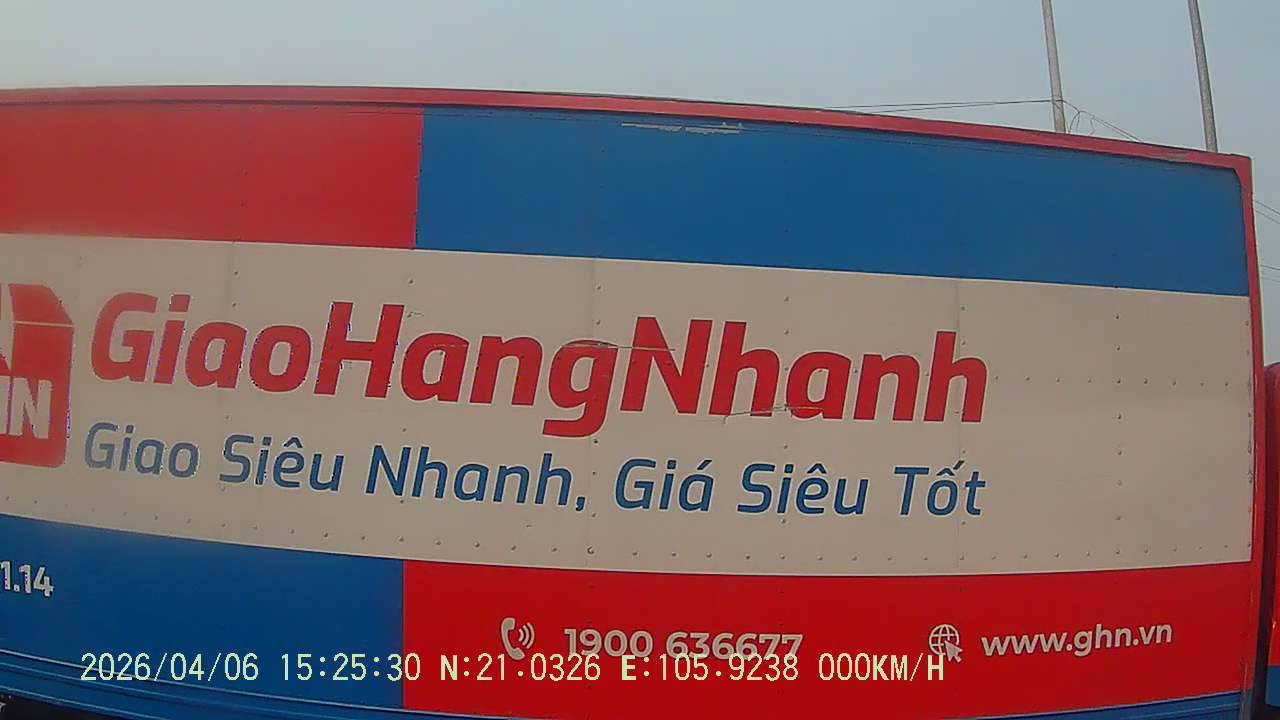 GiaoHangNhanh
Giao Siêu Nhanh, Giá Siêu Tốt
1.14
1900 636677
www.ghn.vn
2026/04/06 15:25:30 N:21.0326 E:105.9238 000KM/H